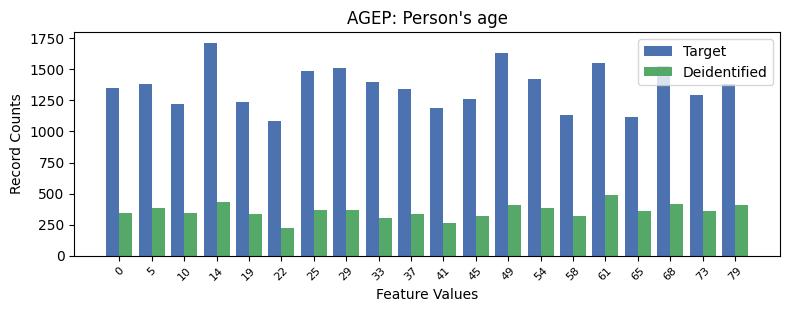 AGEP: Person's age
Record Counts
1750
1500
1250
1000
750
500
250
0
Target
Deidentified
0 5 10 14 19 22 25 29 33 37 41 45 49 54 58 61 65 68 73 79
Feature Values